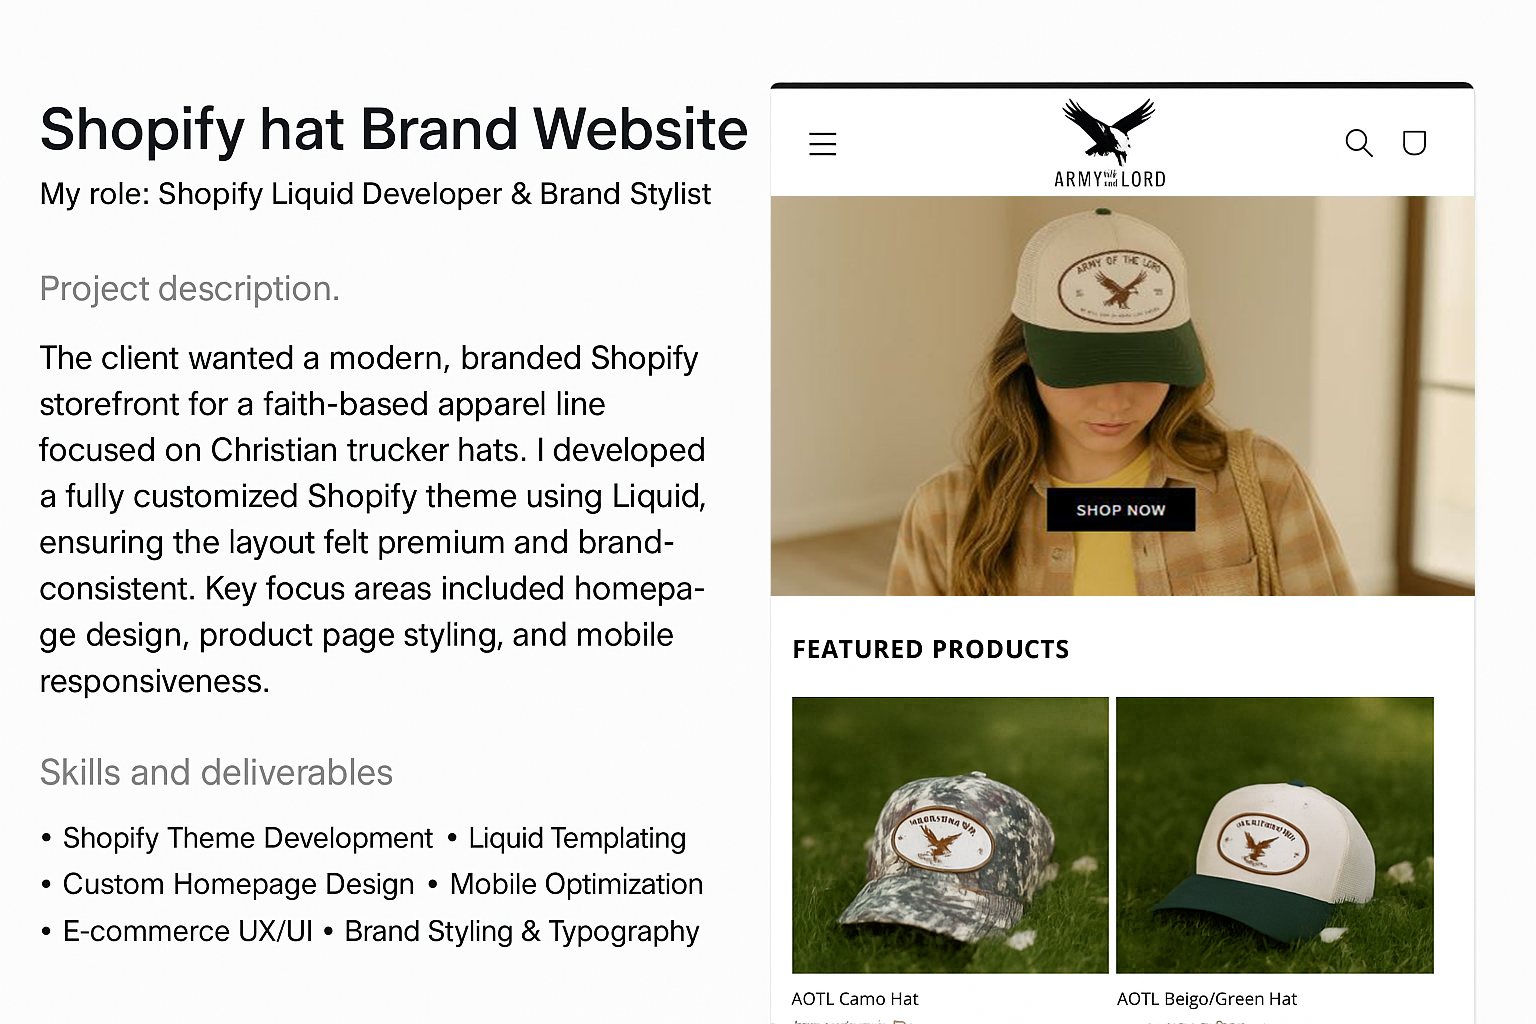 Shopify hat Brand Website
My role: Shopify Liquid Developer & Brand Stylist
Project description.
The client wanted a modern, branded Shopify
storefront for a faith-based apparel line
focused on Christian trucker hats. I developed
a fully customized Shopify theme using Liquid,
ensuring the layout felt premium and brand-
consistent. Key focus areas included homepa-
ge design, product page styling, and mobile
responsiveness.
Skills and deliverables
• Shopify Theme Development • Liquid Templating
• Custom Homepage Design • Mobile Optimization
• E-commerce UX/UI • Brand Styling & Typography
ARMY LORD
ARMY OF THE LORD
SHOP NOW
FEATURED PRODUCTS
AOTL Camo Hat
AOTL Beigo/Green Hat